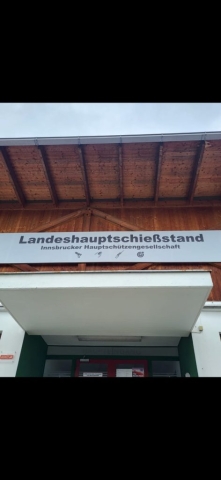 Landeshauptschießstand
Innsbrucker Hauptschützengesellschaft